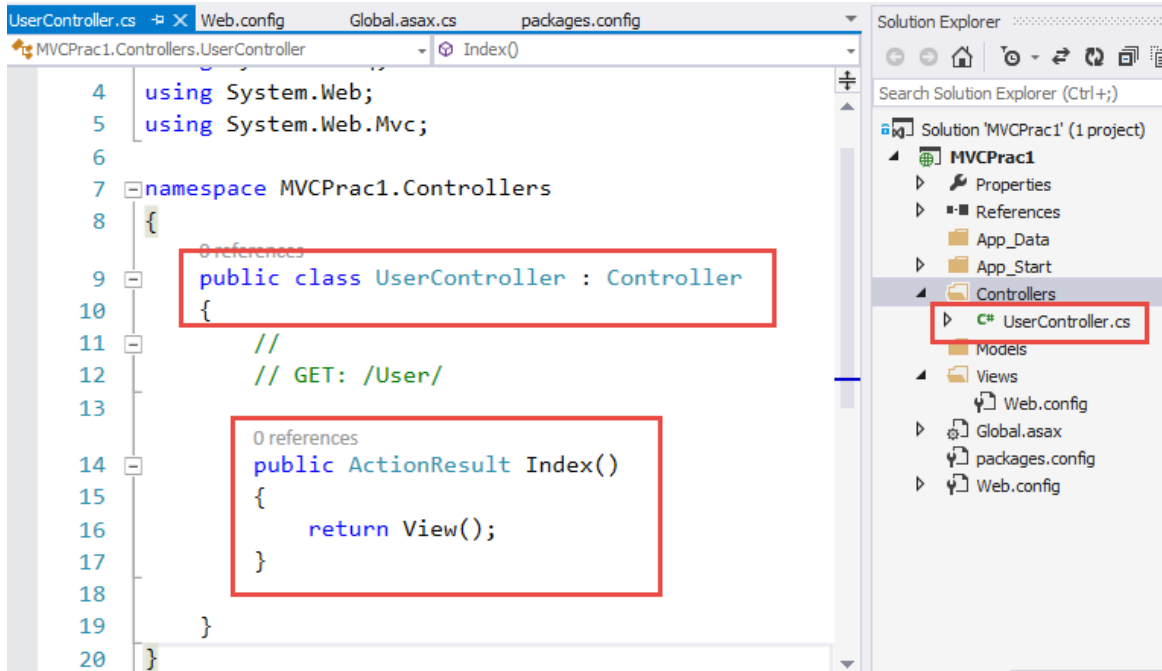 UserController.cs Web.config Global.asax.cs packages.config
MVCPrac1.Controllers.UserController Index()
4 using System.Web;
5 using System.Web.Mvc;
6
7 namespace MVCPrac1.Controllers
8 {
0 references
9 public class UserController : Controller
10 {
11 //
12 // GET: /User/
13
0 references
14 public ActionResult Index()
15 {
16 return View();
17 }
18
19 }
20 }
Solution Explorer
Search Solution Explorer (Ctrl+;)
Solution 'MVCPrac1' (1 project)
MVCPrac1
Properties
References
App_Data
App_Start
Controllers
C# UserController.cs
Models
Views
Web.config
Global.asax
packages.config
Web.config